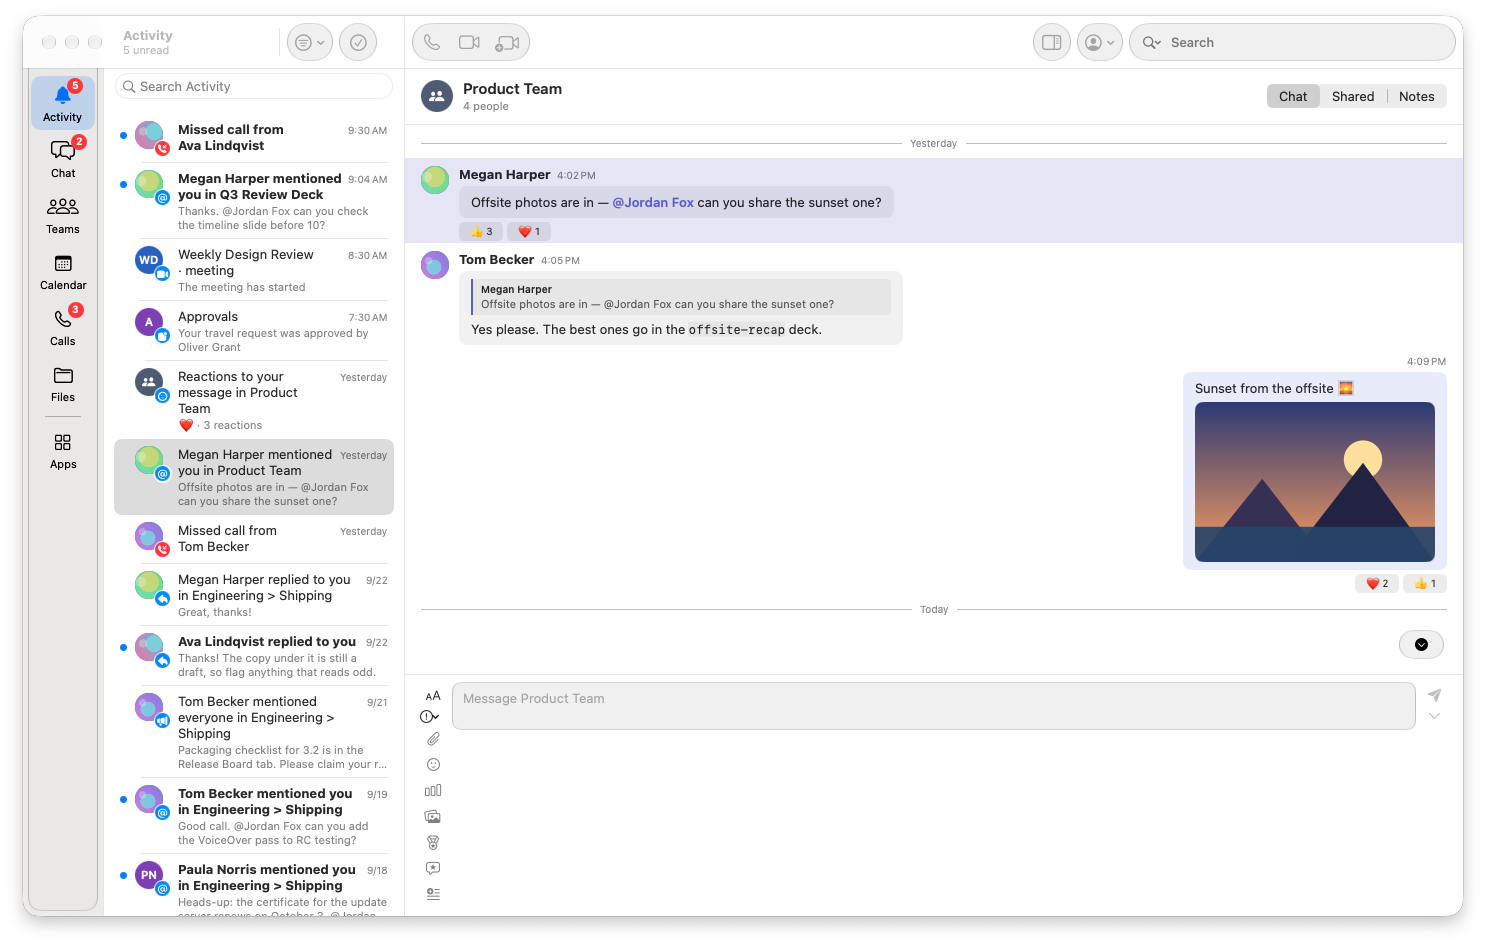 Activity
5 unread
Search
5
Activity
2
Chat
Teams
Calendar
3
Calls
Files
Apps
Search Activity
Missed call from
Ava Lindqvist
9:30 AM
Megan Harper mentioned
you in Q3 Review Deck
9:04 AM
Thanks. @Jordan Fox can you check
the timeline slide before 10?
WD
Weekly Design Review
· meeting
8:30 AM
The meeting has started
A
Approvals
7:30 AM
Your travel request was approved by
Oliver Grant
Reactions to your
message in Product
Team
Yesterday
❤️ · 3 reactions
Megan Harper mentioned
you in Product Team
Yesterday
Offsite photos are in — @Jordan Fox
can you share the sunset one?
Missed call from
Tom Becker
Yesterday
Megan Harper replied to you
in Engineering > Shipping
9/22
Great, thanks!
Ava Lindqvist replied to you
9/22
Thanks! The copy under it is still a
draft, so flag anything that reads odd.
Tom Becker mentioned
everyone in Engineering >
Shipping
9/21
Packaging checklist for 3.2 is in the
Release Board tab. Please claim your r...
Tom Becker mentioned you
in Engineering > Shipping
9/19
Good call. @Jordan Fox can you add
the VoiceOver pass to RC testing?
PN
Paula Norris mentioned you
in Engineering > Shipping
9/18
Heads-up: the certificate for the update
server renews on October 3. @Jordan
Product Team
4 people
Chat
Shared
Notes
Yesterday
Megan Harper 4:02 PM
Offsite photos are in — @Jordan Fox can you share the sunset one?
👍 3 ❤️ 1
Tom Becker 4:05 PM
Megan Harper
Offsite photos are in — @Jordan Fox can you share the sunset one?
Yes please. The best ones go in the offsite-recap deck.
4:09 PM
Sunset from the offsite 🌅
❤️ 2 👍 1
Today
AA
Message Product Team